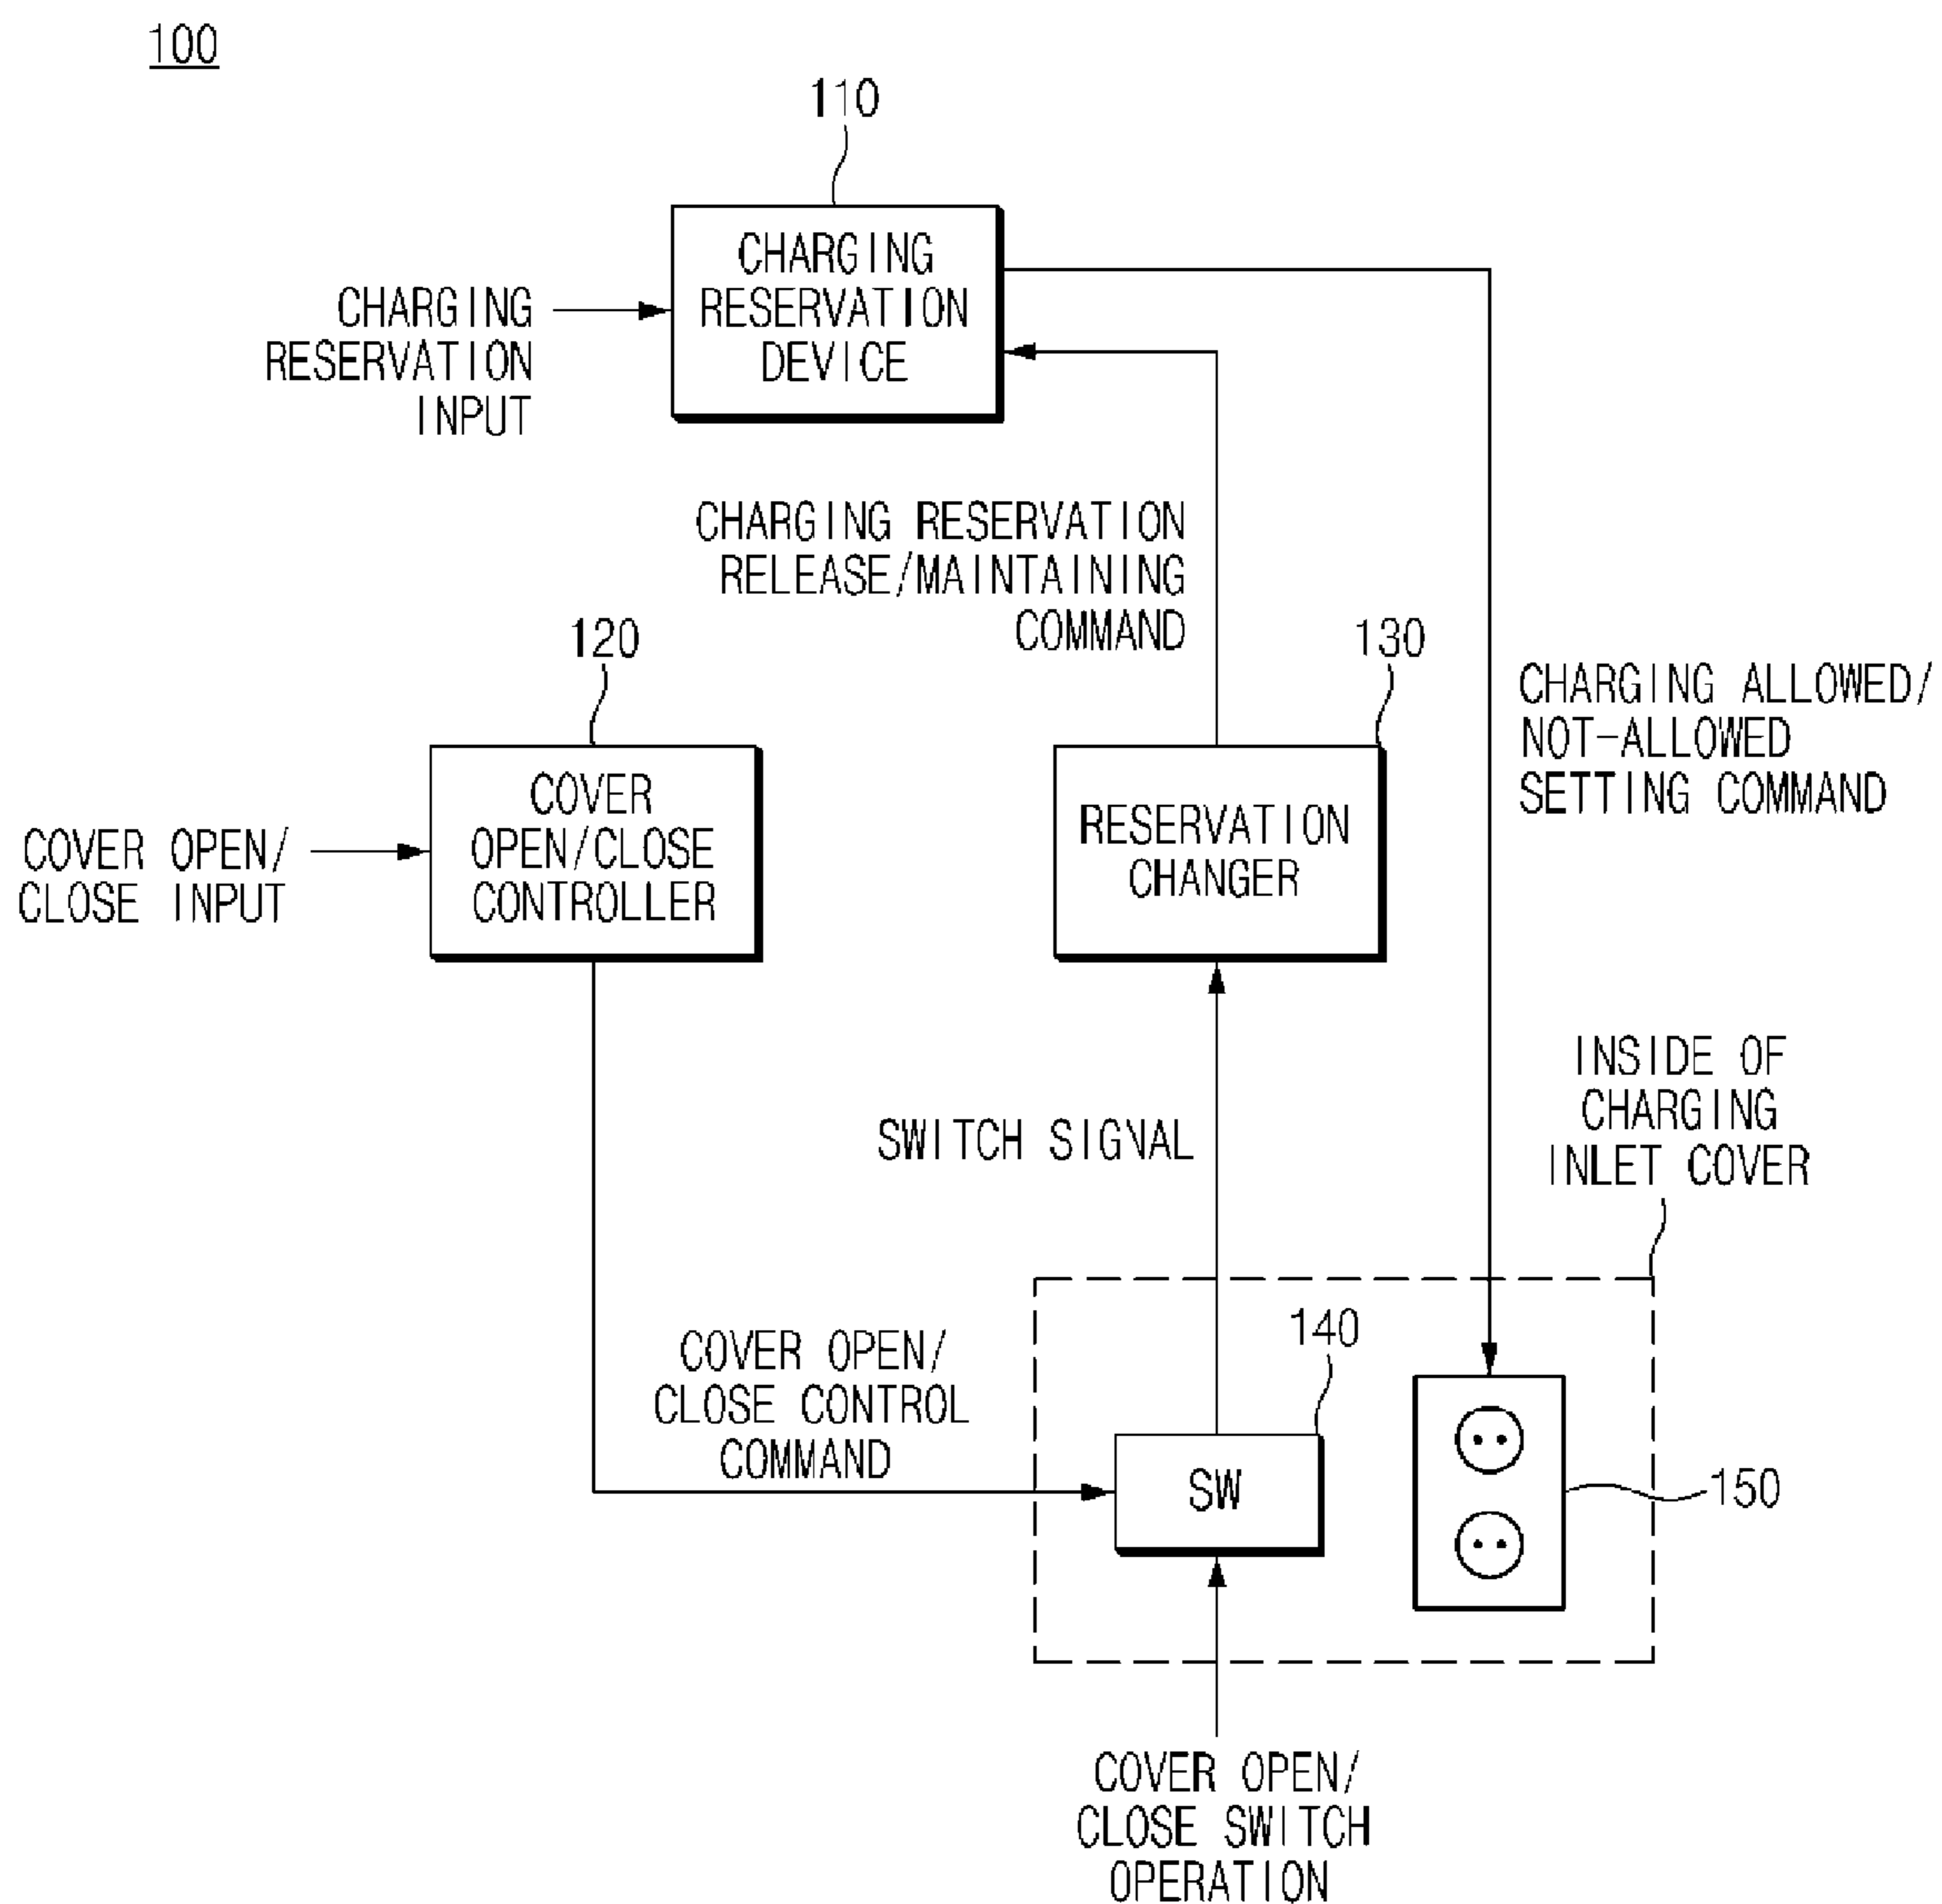 100
110
CHARGING
RESERVATION
DEVICE
CHARGING
RESERVATION
INPUT
CHARGING RESERVATION
RELEASE/MAINTAINING
COMMAND
120
130
CHARGING ALLOWED/
NOT-ALLOWED
SETTING COMMAND
COVER
OPEN/CLOSE
CONTROLLER
COVER OPEN/
CLOSE INPUT
RESERVATION
CHANGER
INSIDE OF
CHARGING
INLET COVER
SWITCH SIGNAL
140
COVER OPEN/
CLOSE CONTROL
COMMAND
SW
150
COVER OPEN/
CLOSE SWITCH
OPERATION